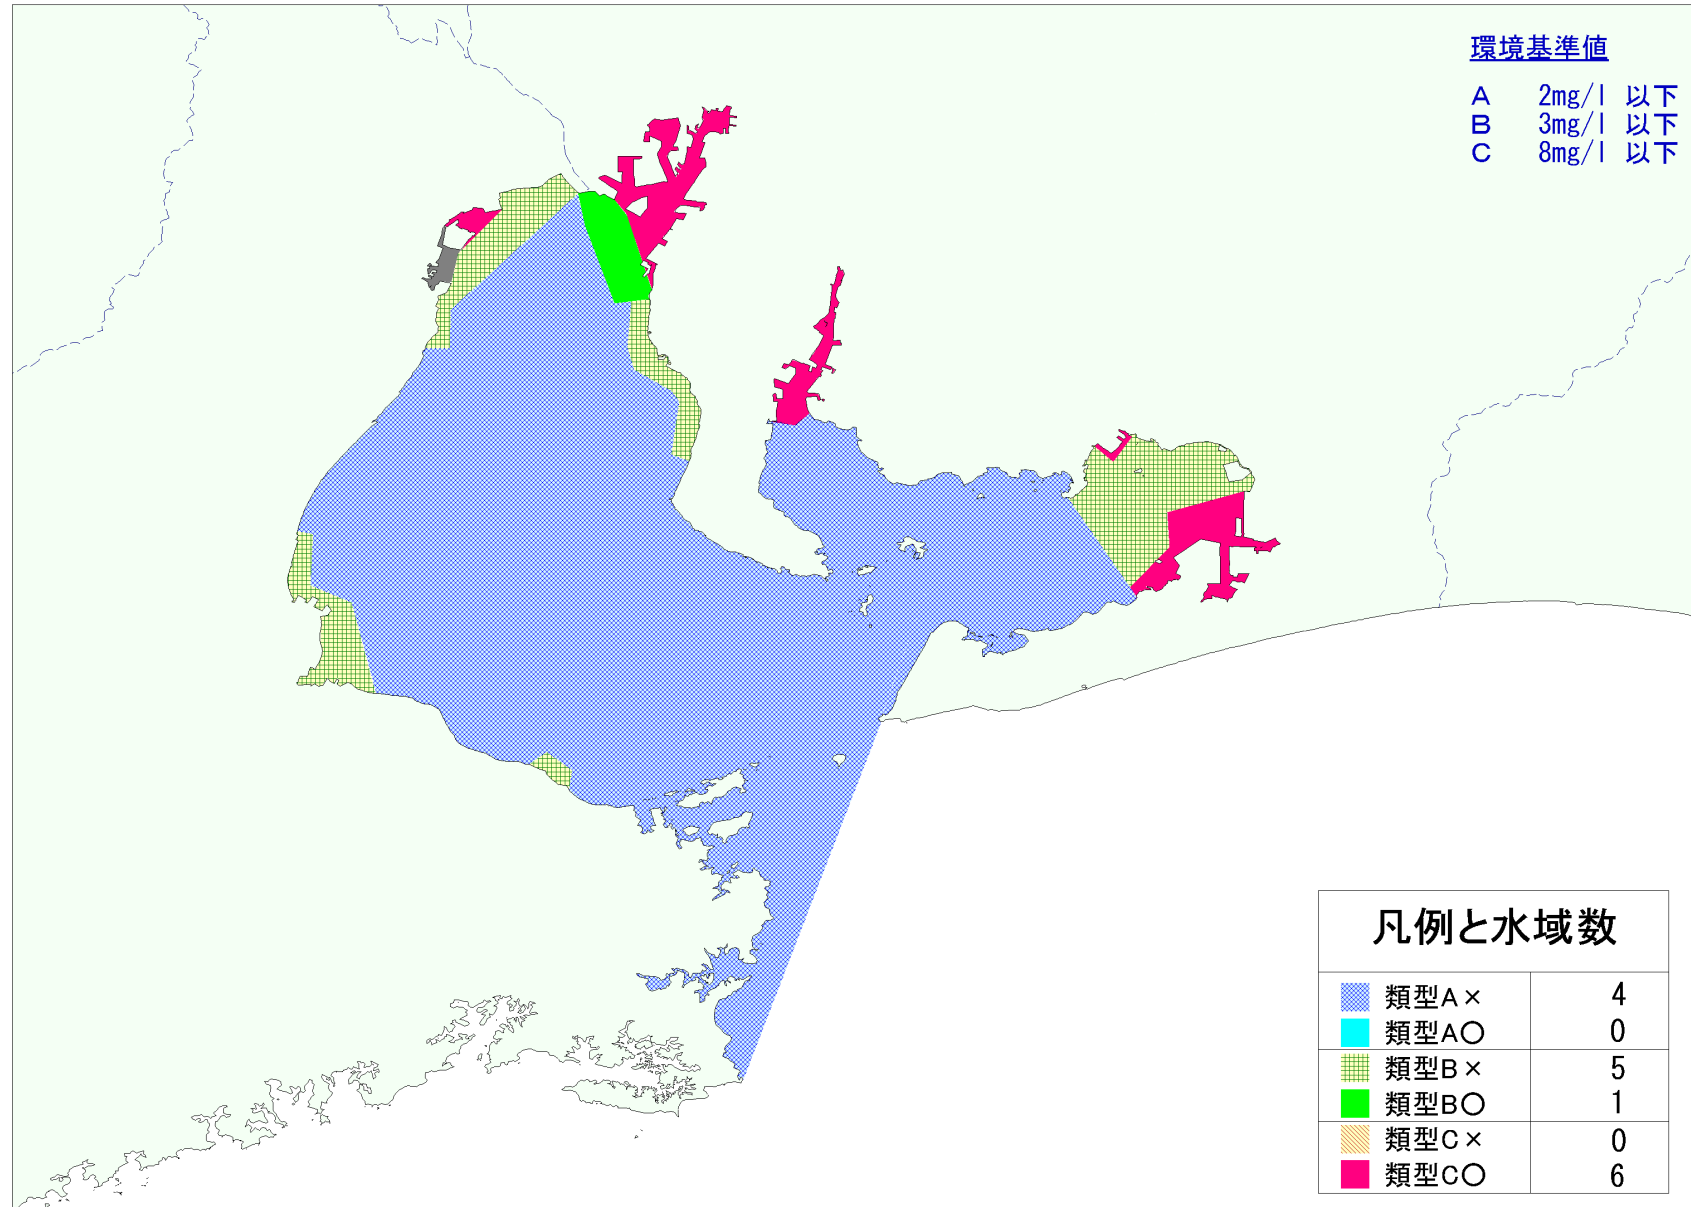 環境基準値
A 2mg/l 以下
B 3mg/l 以下
C 8mg/l 以下
凡例と水域数
類型A× 4
類型A○ 0
類型B× 5
類型B○ 1
類型C× 0
類型C○ 6